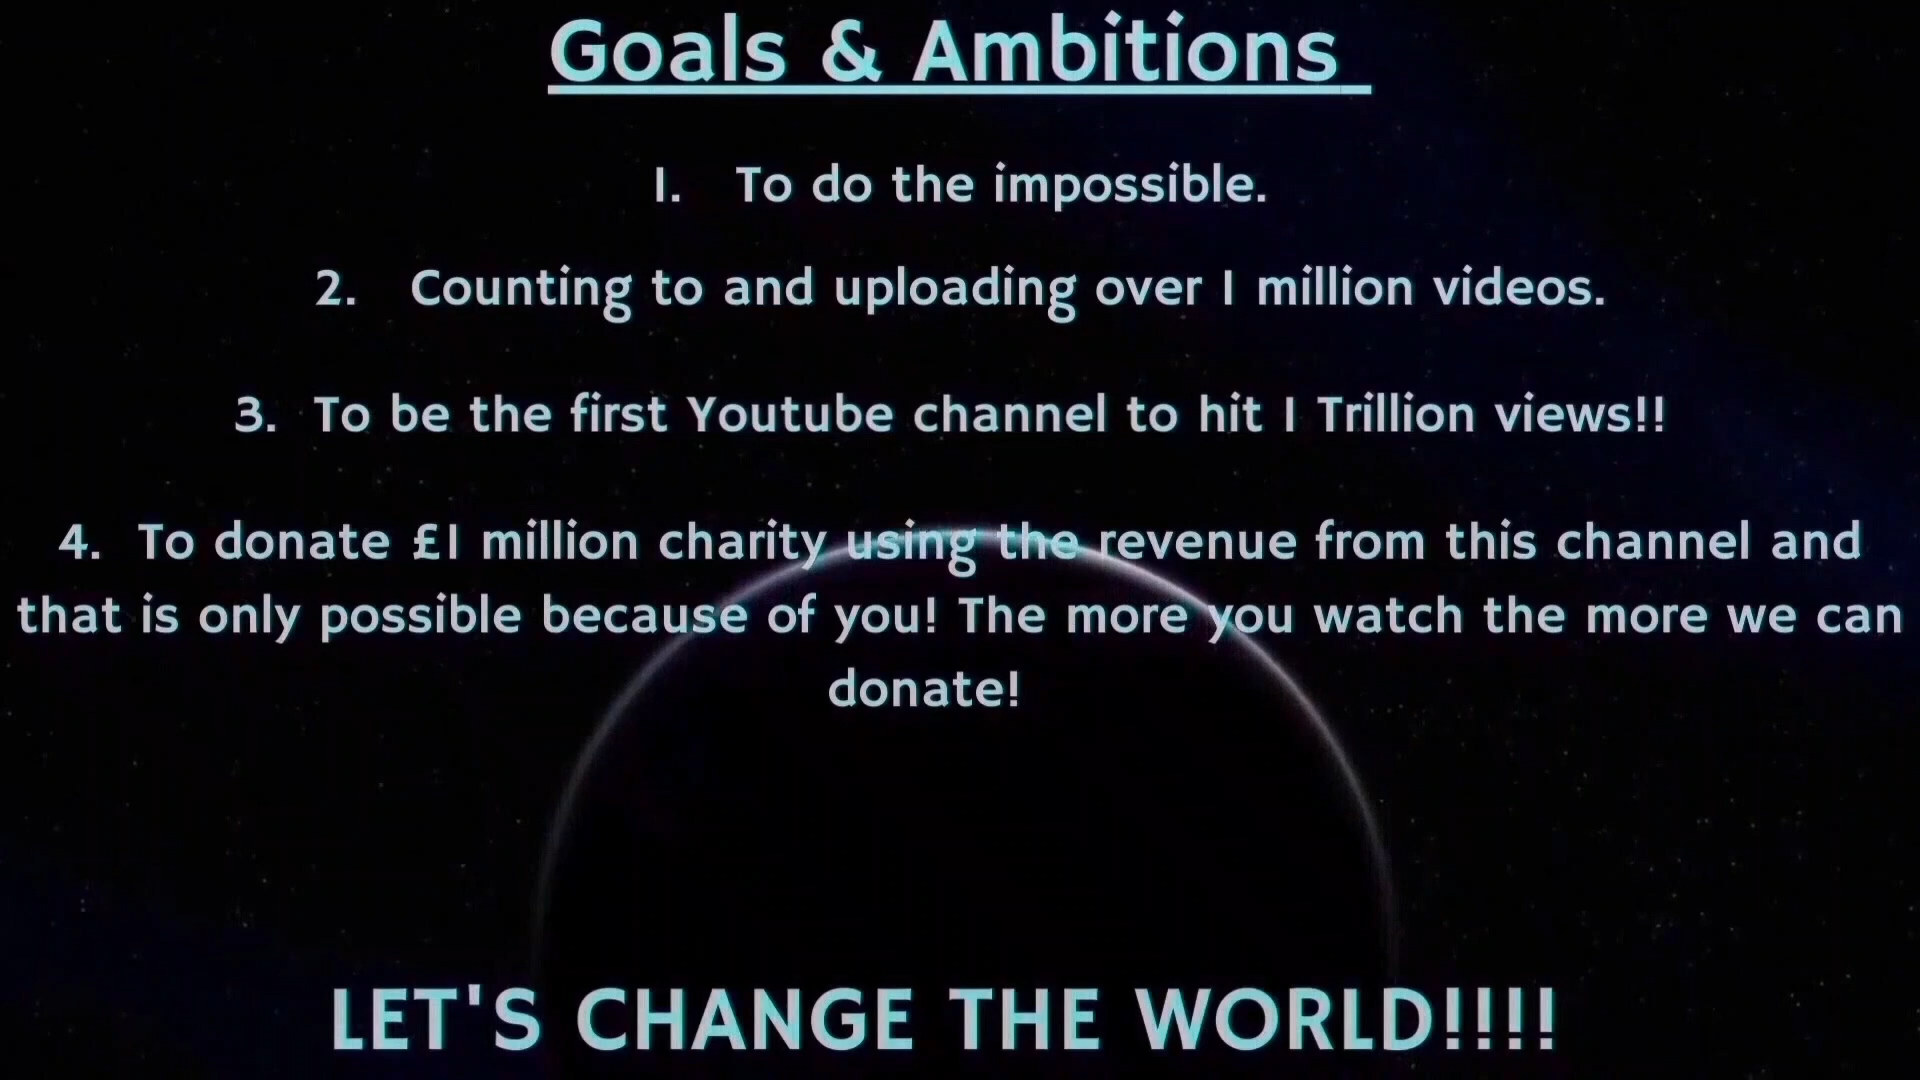 Goals & Ambitions
1. To do the impossible.
2. Counting to and uploading over 1 million videos.
3. To be the first Youtube channel to hit 1 Trillion views!!
4. To donate £1 million charity using the revenue from this channel and
that is only possible because of you! The more you watch the more we can
donate!
LET'S CHANGE THE WORLD!!!!